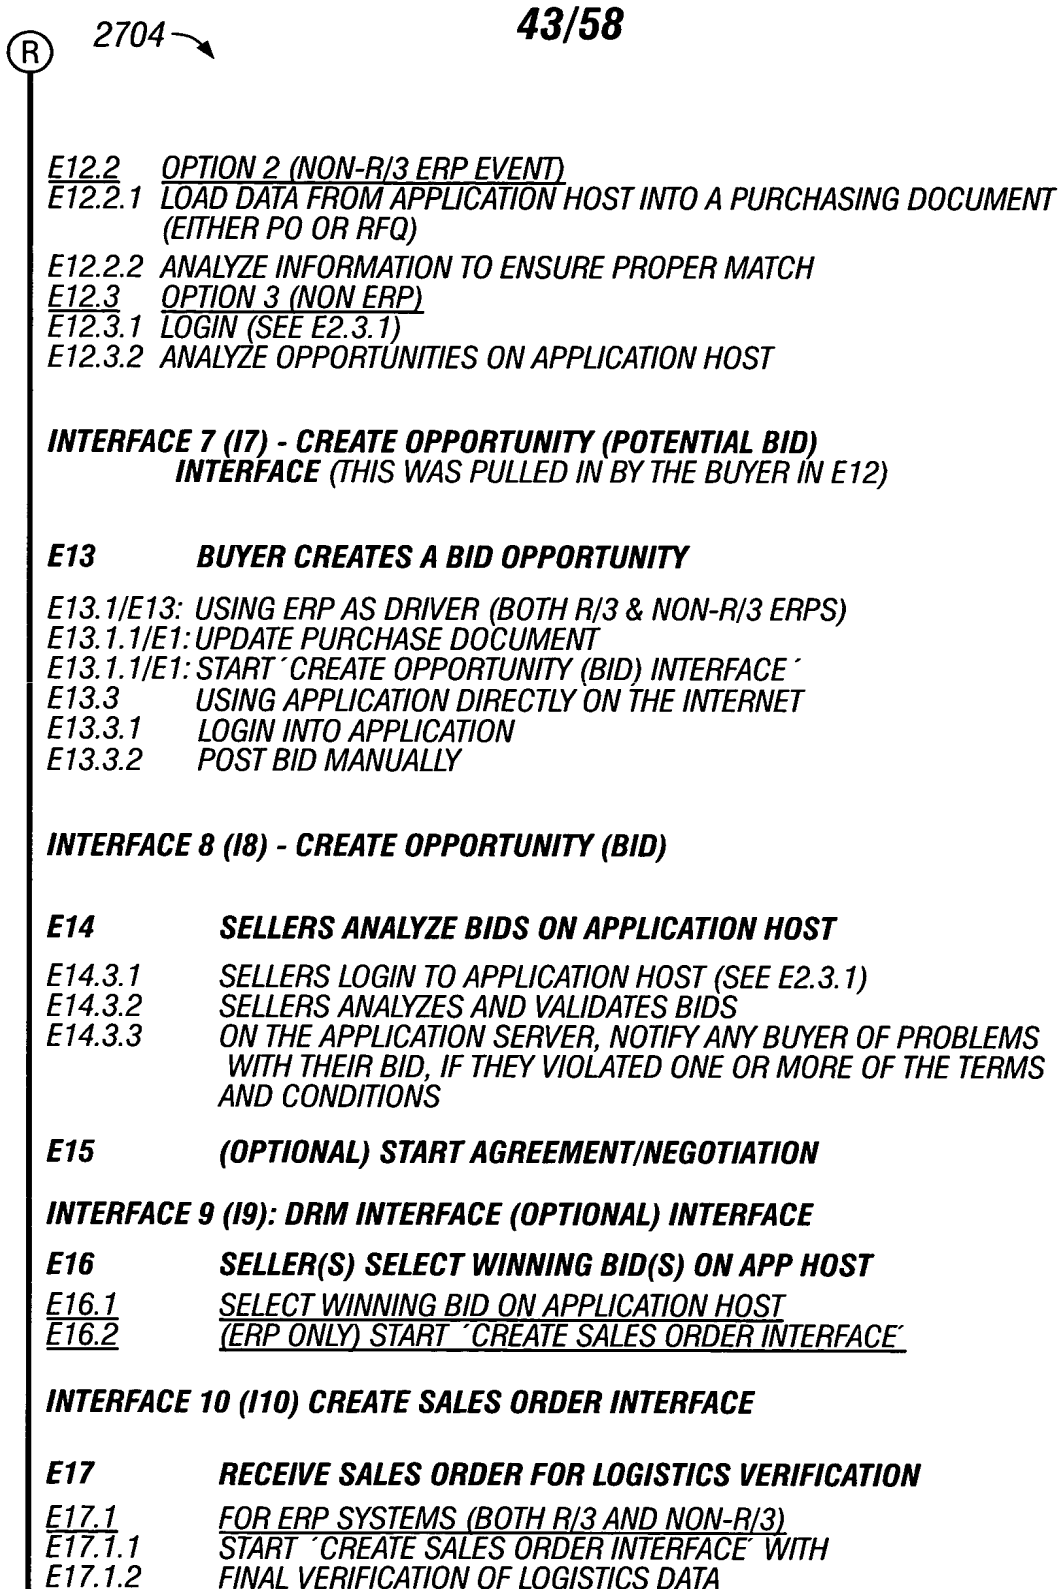 43/58
2704
R
E12.2 OPTION 2 (NON-R/3 ERP EVENT)
E12.2.1 LOAD DATA FROM APPLICATION HOST INTO A PURCHASING DOCUMENT
(EITHER PO OR RFQ)
E12.2.2 ANALYZE INFORMATION TO ENSURE PROPER MATCH
E12.3 OPTION 3 (NON ERP)
E12.3.1 LOGIN (SEE E2.3.1)
E12.3.2 ANALYZE OPPORTUNITIES ON APPLICATION HOST
INTERFACE 7 (I7) - CREATE OPPORTUNITY (POTENTIAL BID)
INTERFACE (THIS WAS PULLED IN BY THE BUYER IN E12)
E13 BUYER CREATES A BID OPPORTUNITY
E13.1/E13: USING ERP AS DRIVER (BOTH R/3 & NON-R/3 ERPS)
E13.1.1/E1: UPDATE PURCHASE DOCUMENT
E13.1.1/E1: START ´CREATE OPPORTUNITY (BID) INTERFACE ´
E13.3 USING APPLICATION DIRECTLY ON THE INTERNET
E13.3.1 LOGIN INTO APPLICATION
E13.3.2 POST BID MANUALLY
INTERFACE 8 (I8) - CREATE OPPORTUNITY (BID)
E14 SELLERS ANALYZE BIDS ON APPLICATION HOST
E14.3.1 SELLERS LOGIN TO APPLICATION HOST (SEE E2.3.1)
E14.3.2 SELLERS ANALYZES AND VALIDATES BIDS
E14.3.3 ON THE APPLICATION SERVER, NOTIFY ANY BUYER OF PROBLEMS
WITH THEIR BID, IF THEY VIOLATED ONE OR MORE OF THE TERMS
AND CONDITIONS
E15 (OPTIONAL) START AGREEMENT/NEGOTIATION
INTERFACE 9 (I9): DRM INTERFACE (OPTIONAL) INTERFACE
E16 SELLER(S) SELECT WINNING BID(S) ON APP HOST
E16.1 SELECT WINNING BID ON APPLICATION HOST
E16.2 (ERP ONLY) START ´CREATE SALES ORDER INTERFACE´
INTERFACE 10 (I10) CREATE SALES ORDER INTERFACE
E17 RECEIVE SALES ORDER FOR LOGISTICS VERIFICATION
E17.1 FOR ERP SYSTEMS (BOTH R/3 AND NON-R/3)
E17.1.1 START ´CREATE SALES ORDER INTERFACE´ WITH
E17.1.2 FINAL VERIFICATION OF LOGISTICS DATA